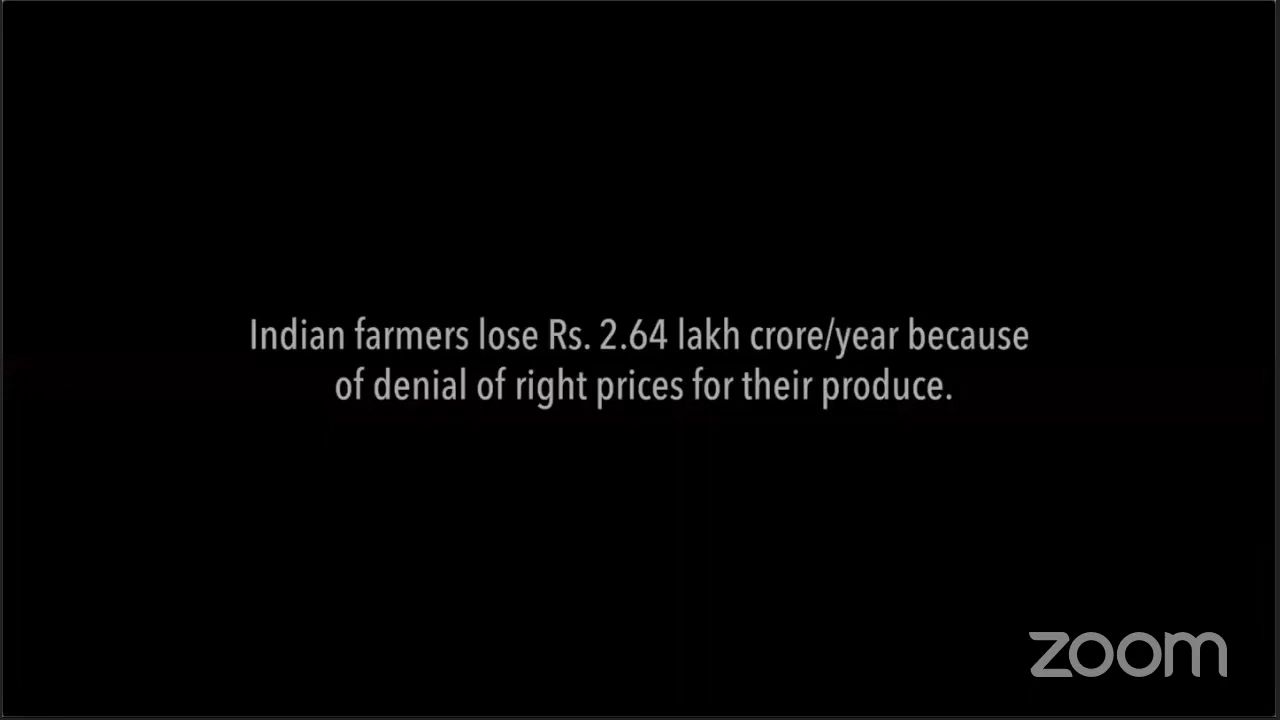 Indian farmers lose Rs. 2.64 lakh crore/year because
of denial of right prices for their produce.
zoom